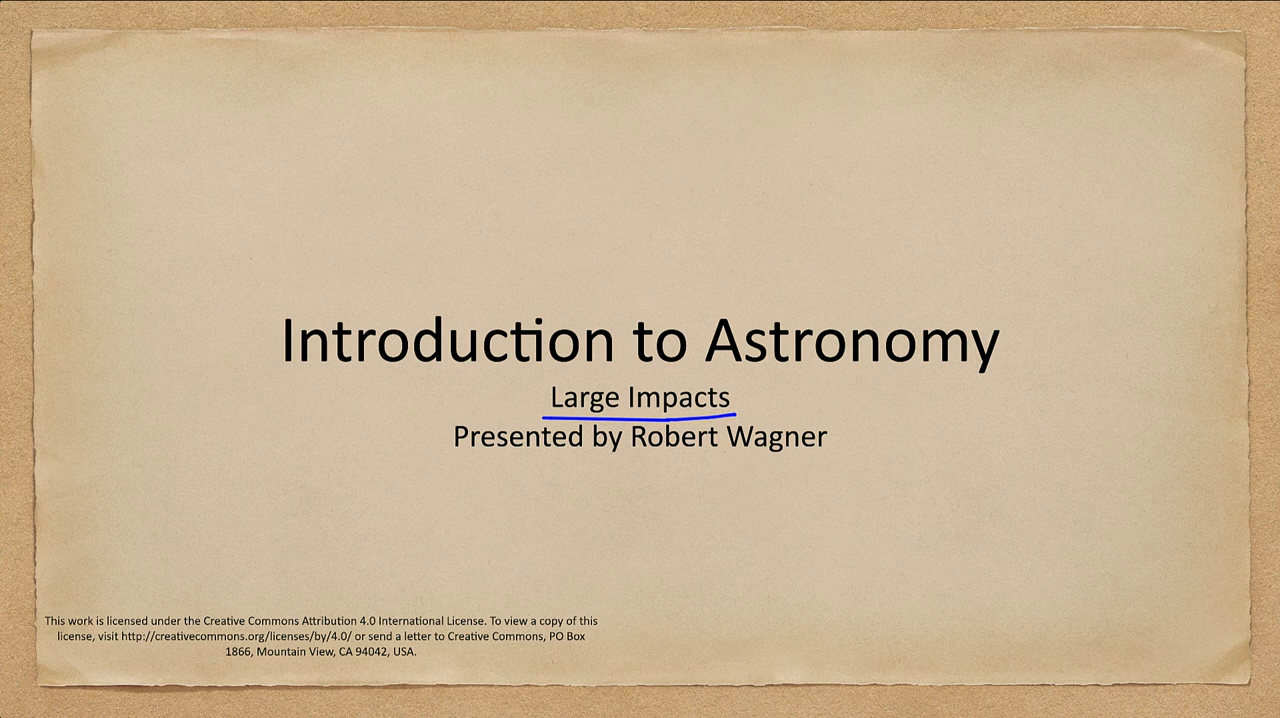 Introduction to Astronomy
Large Impacts
Presented by Robert Wagner
This work is licensed under the Creative Commons Attribution 4.0 International License. To view a copy of this
license, visit http://creativecommons.org/licenses/by/4.0/ or send a letter to Creative Commons, PO Box
1866, Mountain View, CA 94042, USA.